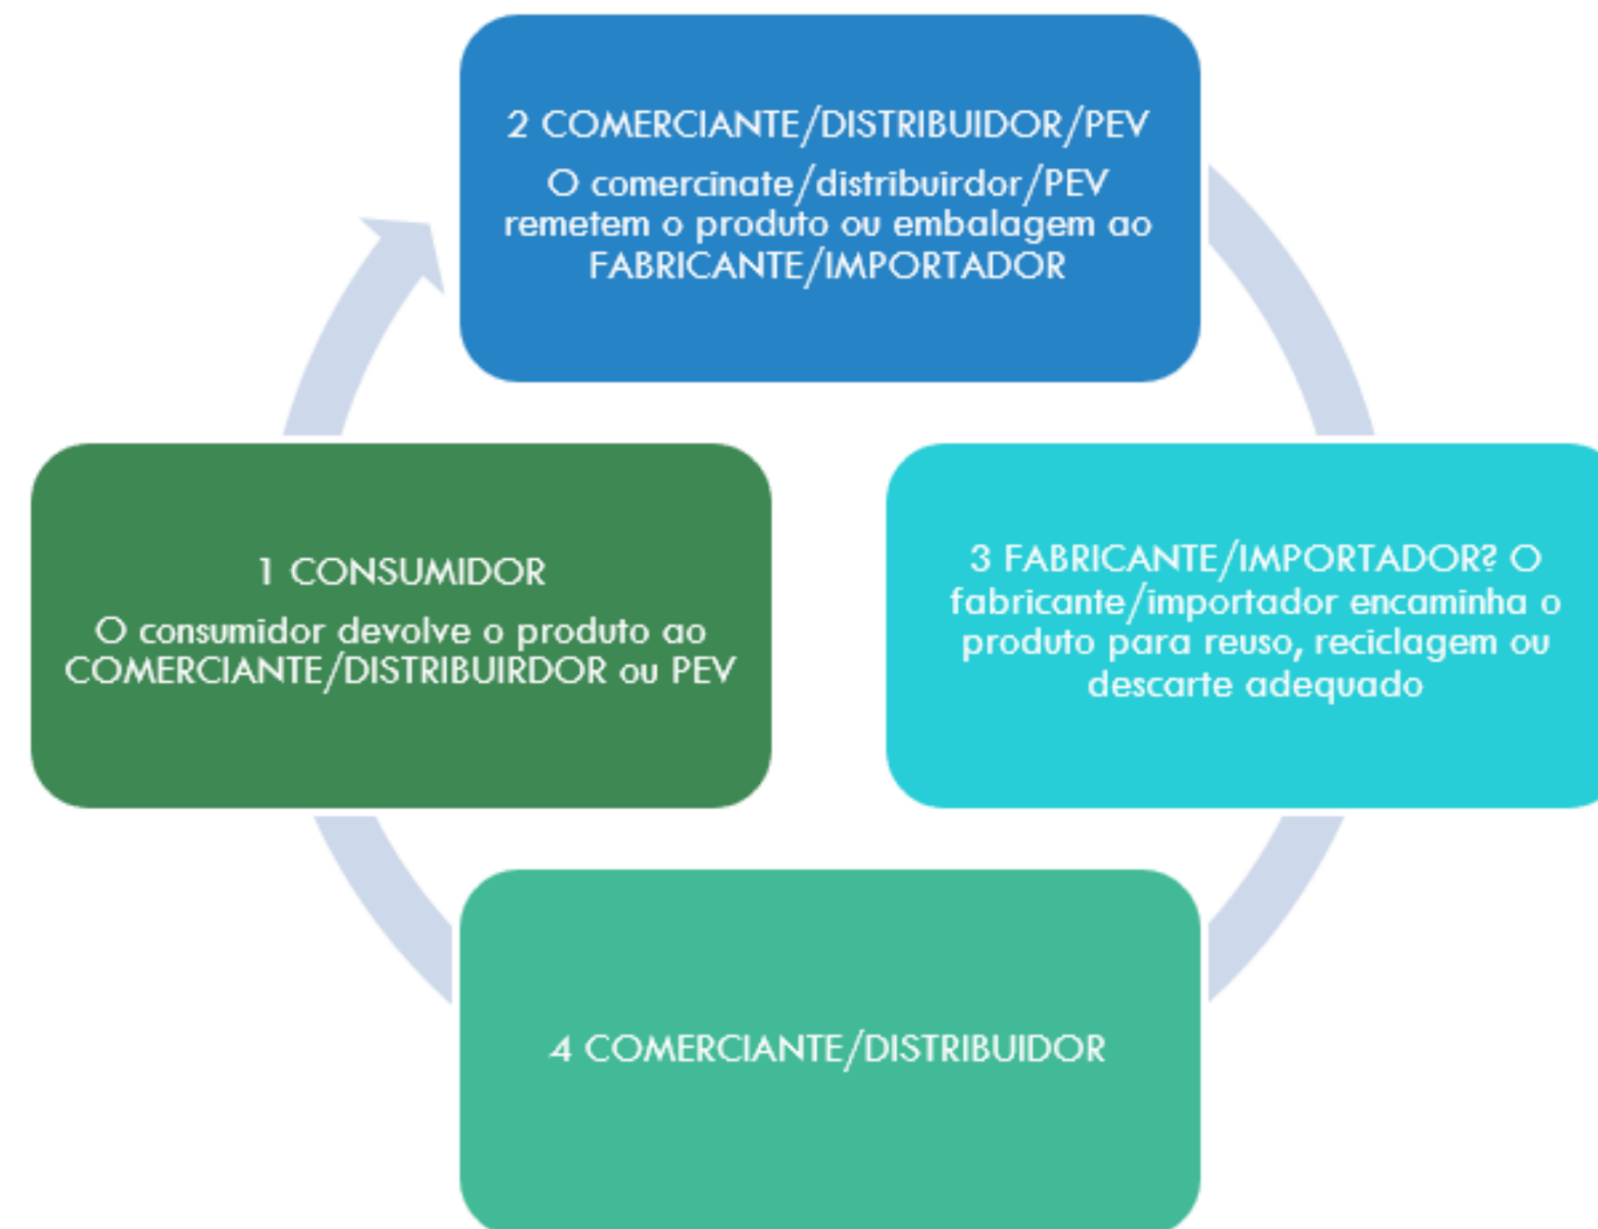 2 COMERCIANTE/DISTRIBUIDOR/PEV
O comercinate/distribuirdor/PEV
remetem o produto ou embalagem ao
FABRICANTE/IMPORTADOR
1 CONSUMIDOR
O consumidor devolve o produto ao
COMERCIANTE/DISTRIBUIRDOR ou PEV
3 FABRICANTE/IMPORTADOR? O
fabricante/importador encaminha o
produto para reuso, reciclagem ou
descarte adequado
4 COMERCIANTE/DISTRIBUIDOR